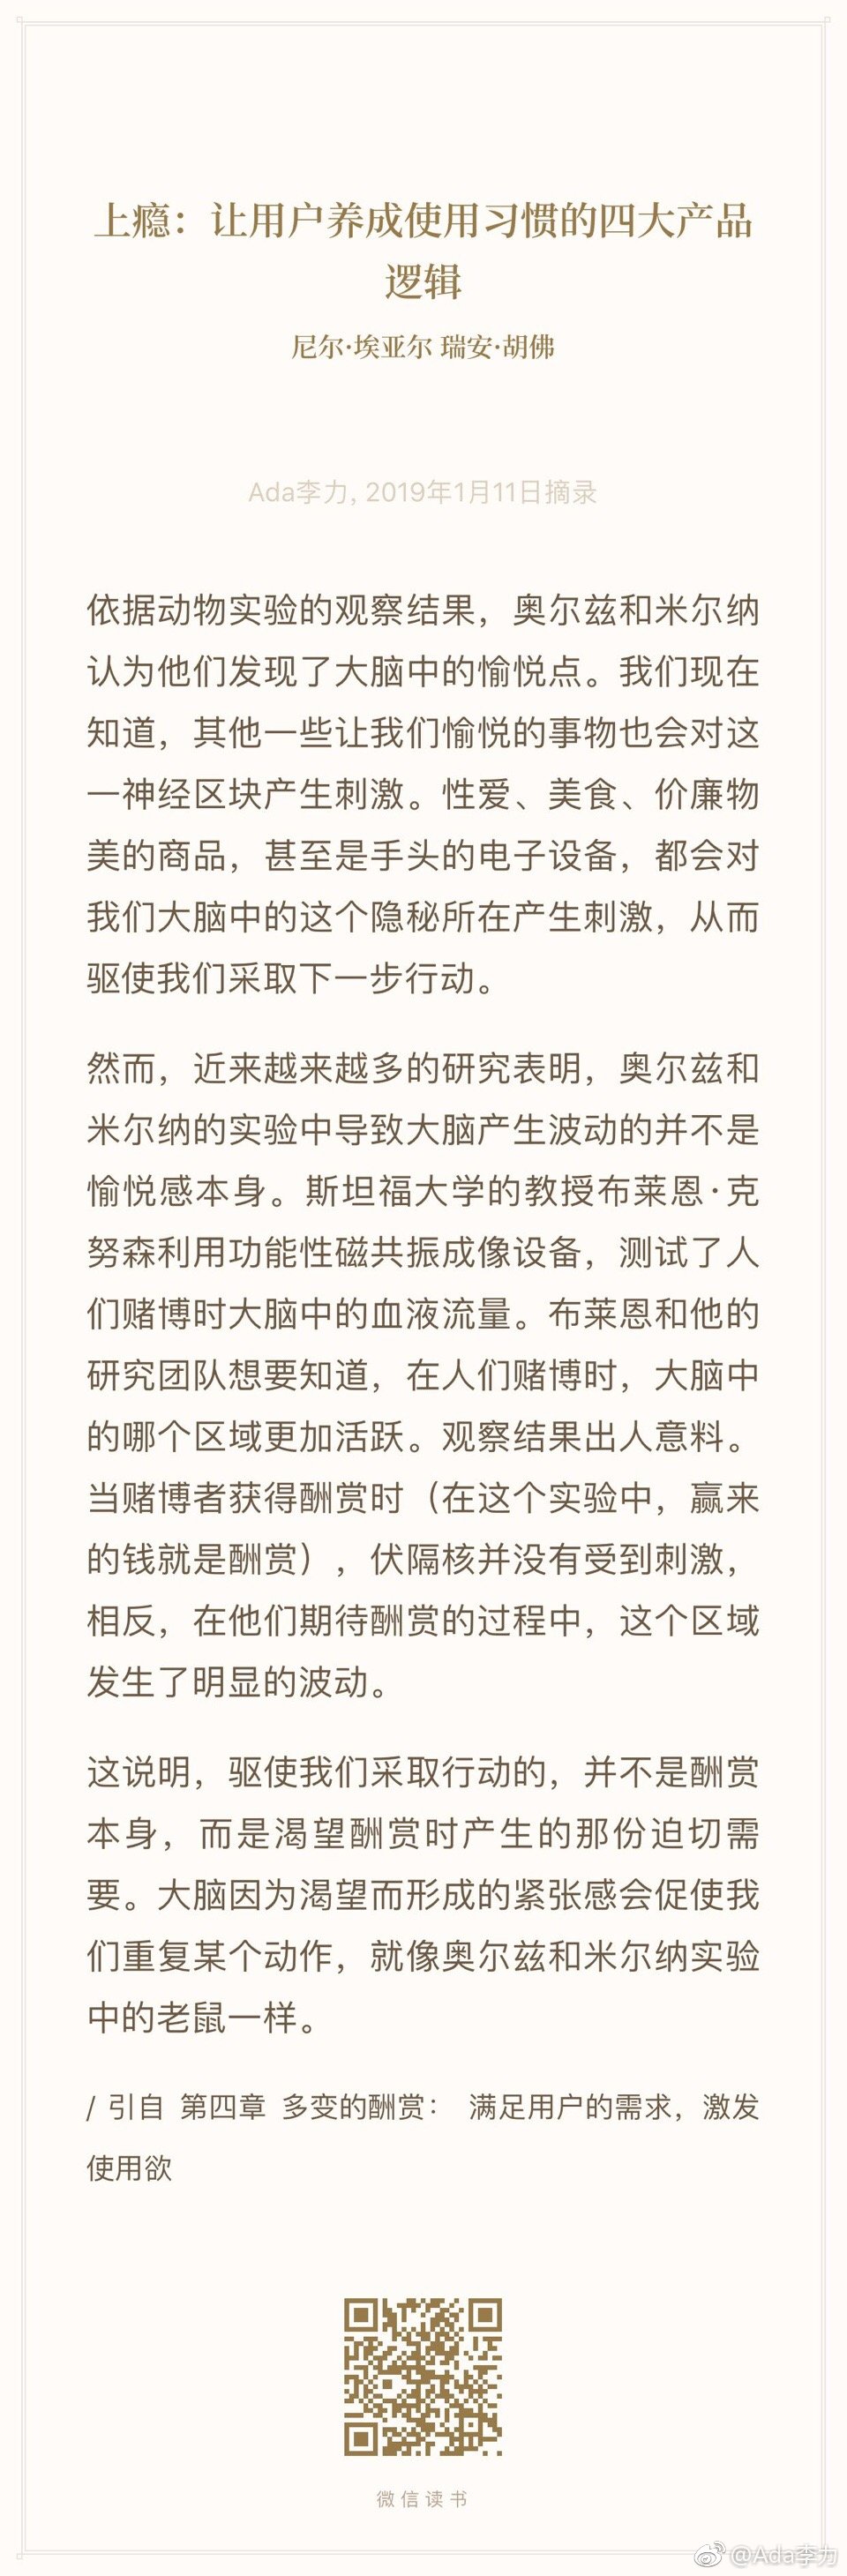 上瘾：让用户养成使用习惯的四大产品
逻辑
尼尔·埃亚尔 瑞安·胡佛
Ada李力, 2019年1月11日摘录
依据动物实验的观察结果，奥尔兹和米尔纳
认为他们发现了大脑中的愉悦点。我们现在
知道，其他一些让我们愉悦的事物也会对这
一神经区块产生刺激。性爱、美食、价廉物
美的商品，甚至是手头的电子设备，都会对
我们大脑中的这个隐秘所在产生刺激，从而
驱使我们采取下一步行动。
然而，近来越来越多的研究表明，奥尔兹和
米尔纳的实验中导致大脑产生波动的并不是
愉悦感本身。斯坦福大学的教授布莱恩·克
努森利用功能性磁共振成像设备，测试了人
们赌博时大脑中的血液流量。布莱恩和他的
研究团队想要知道，在人们赌博时，大脑中
的哪个区域更加活跃。观察结果出人意料。
当赌博者获得酬赏时（在这个实验中，赢来
的钱就是酬赏），伏隔核并没有受到刺激，
相反，在他们期待酬赏的过程中，这个区域
发生了明显的波动。
这说明，驱使我们采取行动的，并不是酬赏
本身，而是渴望酬赏时产生的那份迫切需
要。大脑因为渴望而形成的紧张感会促使我
们重复某个动作，就像奥尔兹和米尔纳实验
中的老鼠一样。
/ 引自 第四章 多变的酬赏： 满足用户的需求，激发
使用欲
微信读书
@Ada李力